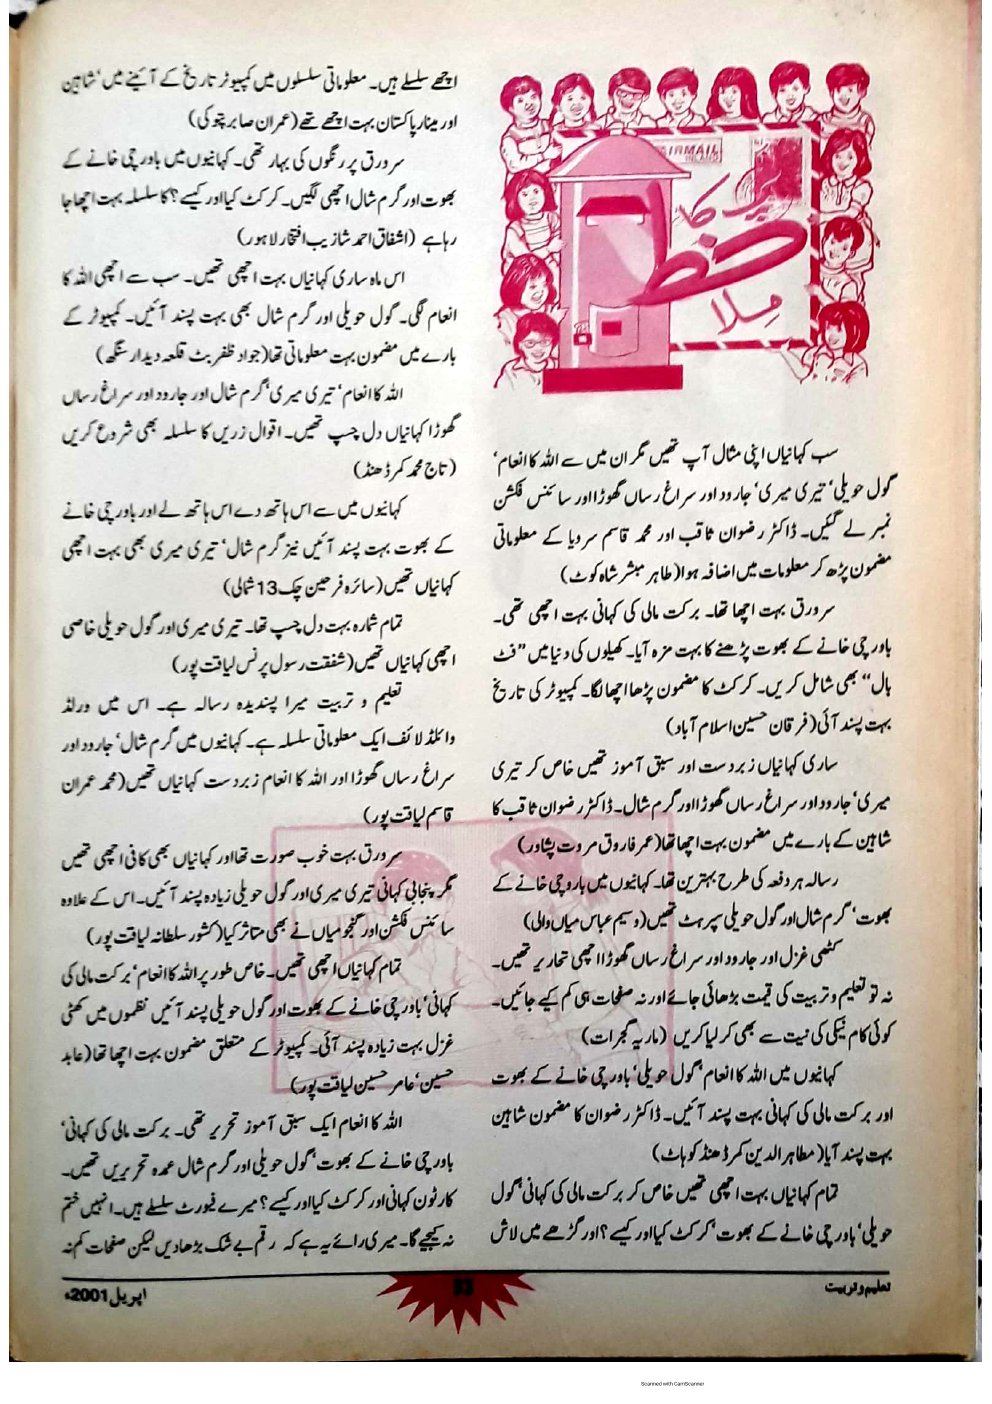 AIRMAIL
آپ کا
خط
مِلا
سب کہانیاں اپنی مثال آپ تھیں مگر ان میں سے اللہ کا انعام‘
گول حویلی‘ تیری میری‘ جارود اور سراغ رساں گھوڑا اور سائنس فکشن
نمبر لے گئیں۔ ڈاکٹر رضوان ثاقب اور محمد قاسم سرویا کے معلوماتی
مضمون پڑھ کر معلومات میں اضافہ ہوا (طاہر مبشر شاہ کوٹ)
سرورق بہت اچھا تھا۔ برکت مالی کی کہانی بہت اچھی تھی۔
باورچی خانے کے بھوت پڑھنے کا بہت مزہ آیا۔ کھیلوں کی دنیا میں ”فٹ
بال“ بھی شامل کریں۔ کرکٹ کا مضمون پڑھا اچھا لگا۔ کمپیوٹر کی تاریخ
بہت پسند آئی (فرقان حسین اسلام آباد)
ساری کہانیاں زبردست اور سبق آموز تھیں خاص کر تیری
میری‘ جارود اور سراغ رساں گھوڑا اور گرم شال۔ ڈاکٹر رضوان ثاقب کا
شاہین کے بارے میں مضمون بہت اچھا تھا (عمر فاروق مروت پشاور)
رسالہ ہر دفعہ کی طرح بہترین تھا۔ کہانیوں میں باروچی خانے کے
بھوت‘ گرم شال اور گول حویلی سپر ہٹ تھیں (وسیم عباس میاں والی)
کٹھی غزل اور جارود اور سراغ رساں گھوڑا اچھی تحاریر تھیں۔
نہ تو تعلیم و تربیت کی قیمت بڑھائی جائے اور نہ صفحات ہی کم کیے جائیں۔
کوئی کام نیکی کی نیت سے بھی کر لیا کریں (ماریہ گجرات)
کہانیوں میں اللہ کا انعام‘ گول حویلی‘ باورچی خانے کے بھوت
اور برکت مالی کی کہانی بہت پسند آئیں۔ ڈاکٹر رضوان کا مضمون شاہین
بہت پسند آیا (مظاہر الدین کمر ڈھنڈ کوہاٹ)
تمام کہانیاں بہت اچھی تھیں خاص کر برکت مالی کی کہانی‘ گول
حویلی‘ باورچی خانے کے بھوت‘ کرکٹ کیا اور کیسے؟ اور گڑھے میں لاش
اچھے سلسلے ہیں۔ معلوماتی سلسلوں میں کمپیوٹر تاریخ کے آئینے میں‘ شاہین
اور مینار پاکستان بہت اچھے تھے (عمران صابر پتوکی)
سرورق پر رنگوں کی بہار تھی۔ کہانیوں میں باورچی خانے کے
بھوت اور گرم شال اچھی لگیں۔ کرکٹ کیا اور کیسے؟ کا سلسلہ بہت اچھا جا
رہا ہے (اشفاق احمد شازیب افتخار لاہور)
اس ماہ ساری کہانیاں بہت اچھی تھیں۔ سب سے اچھی اللہ کا
انعام لگی۔ گول حویلی اور گرم شال بھی بہت پسند آئیں۔ کمپیوٹر کے
بارے میں مضمون بہت معلوماتی تھا (جواد ظفر بٹ قلعہ دیدار سنگھ)
اللہ کا انعام‘ تیری میری‘ گرم شال اور جارود اور سراغ رساں
گھوڑا کہانیاں دل چسپ تھیں۔ اقوال زریں کا سلسلہ بھی شروع کریں
(تاج محمد کمر ڈھنڈ)
کہانیوں میں سے اس ہاتھ دے اس ہاتھ لے اور باورچی خانے
کے بھوت بہت پسند آئیں نیز گرم شال‘ تیری میری بھی بہت اچھی
کہانیاں تھیں (سائرہ فرحین چک 13 شمالی)
تمام شمارہ بہت دل چسپ تھا۔ تیری میری اور گول حویلی خاصی
اچھی کہانیاں تھیں (شفقت رسول پرنس لیاقت پور)
تعلیم و تربیت میرا پسندیدہ رسالہ ہے۔ اس میں ورلڈ
وائلڈ لائف ایک معلوماتی سلسلہ ہے۔ کہانیوں میں گرم شال‘ جارود اور
سراغ رساں گھوڑا اور اللہ کا انعام زبردست کہانیاں تھیں (محمد عمران
قاسم لیاقت پور)
سرورق بہت خوب صورت تھا اور کہانیاں بھی کافی اچھی تھیں
مگر پنجابی کہانی تیری میری اور گول حویلی زیادہ پسند آئیں۔ اس کے علاوہ
سائنس فکشن اور گنجو میاں نے بھی متاثر کیا (کشور سلطانہ لیاقت پور)
تمام کہانیاں اچھی تھیں۔ خاص طور پر اللہ کا انعام‘ برکت مالی کی
کہانی‘ باورچی خانے کے بھوت اور گول حویلی پسند آئیں نظموں میں کھٹی
غزل بہت زیادہ پسند آئی۔ کمپیوٹر کے متعلق مضمون بہت اچھا تھا (عابد
حسین‘ عامر حسین لیاقت پور)
اللہ کا انعام ایک سبق آموز تحریر تھی۔ برکت مالی کی کہانی‘
باورچی خانے کے بھوت‘ گول حویلی اور گرم شال عمدہ تحریریں تھیں۔
کارٹون کہانی اور کرکٹ کیا اور کیسے؟ میرے فیورٹ سلسلے ہیں۔ انہیں ختم
نہ کیجیے گا۔ میری رائے یہ ہے کہ رقم بے شک بڑھا دیں لیکن صفحات کم نہ
تعلیم و تربیت
33
اپریل 2001ء
Scanned with CamScanner